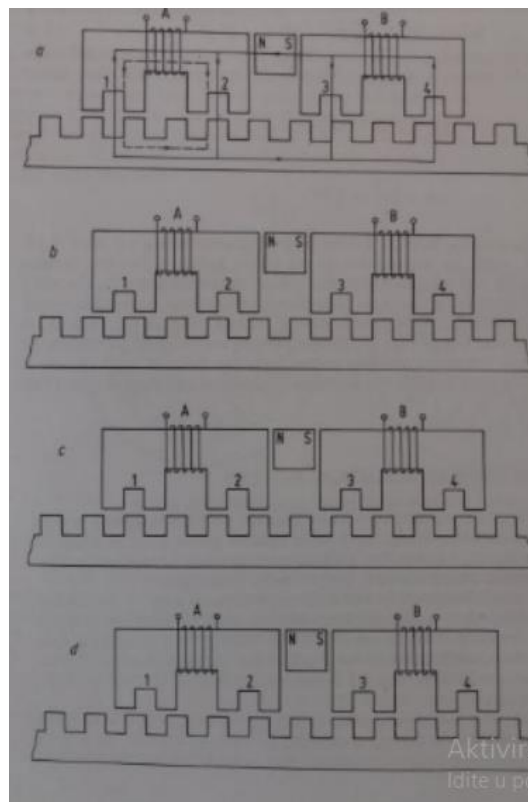 A B
a N S
1 2 3 4
A B
b N S
1 2 3 4
A B
c N S
1 2 3 4
A B
d N S
1 2 3 4
Aktivir
Idite u p